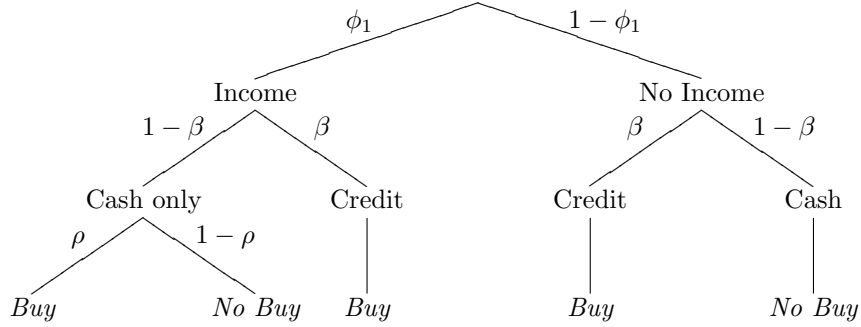 ϕ₁ 1 − ϕ₁
Income No Income
1 − β β β 1 − β
Cash only Credit Credit Cash
ρ 1 − ρ
Buy No Buy Buy Buy No Buy